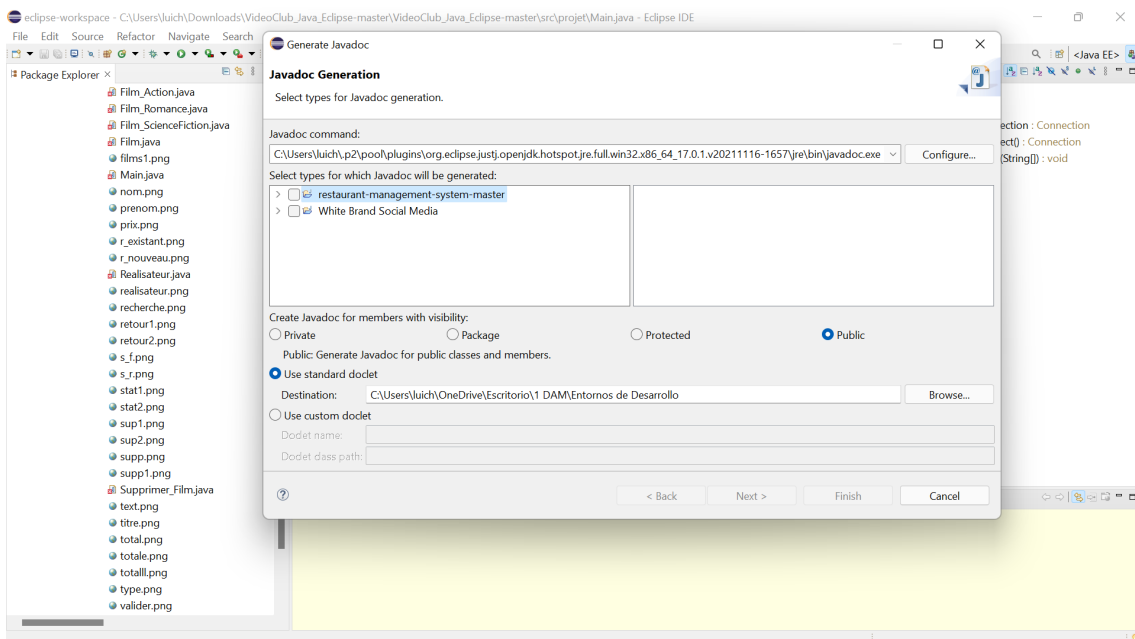 eclipse-workspace - C:\Users\luich\Downloads\VideoClub_Java_Eclipse-master\VideoClub_Java_Eclipse-master\src\projet\Main.java - Eclipse IDE
File Edit Source Refactor Navigate Search
<Java EE>
Package Explorer
Film_Action.java
Film_Romance.java
Film_ScienceFiction.java
Film.java
films1.png
Main.java
nom.png
prenom.png
prix.png
r_existant.png
r_nouveau.png
Realisateur.java
realisateur.png
recherche.png
retour1.png
retour2.png
s_f.png
s_r.png
stat1.png
stat2.png
sup1.png
sup2.png
supp.png
supp1.png
Supprimer_Film.java
text.png
titre.png
total.png
totale.png
totalll.png
type.png
valider.png
Generate Javadoc
Javadoc Generation
Select types for Javadoc generation.
Javadoc command:
C:\Users\luich\.p2\pool\plugins\org.eclipse.justj.openjdk.hotspot.jre.full.win32.x86_64_17.0.1.v20211116-1657\jre\bin\javadoc.exe Configure...
Select types for which Javadoc will be generated:
restaurant-management-system-master
White Brand Social Media
Create Javadoc for members with visibility:
Private Package Protected Public
Public: Generate Javadoc for public classes and members.
Use standard doclet
Destination: C:\Users\luich\OneDrive\Escritorio\1 DAM\Entornos de Desarrollo Browse...
Use custom doclet
Doclet name:
Doclet class path:
< Back Next > Finish Cancel
ection : Connection
ect() : Connection
(String[]) : void